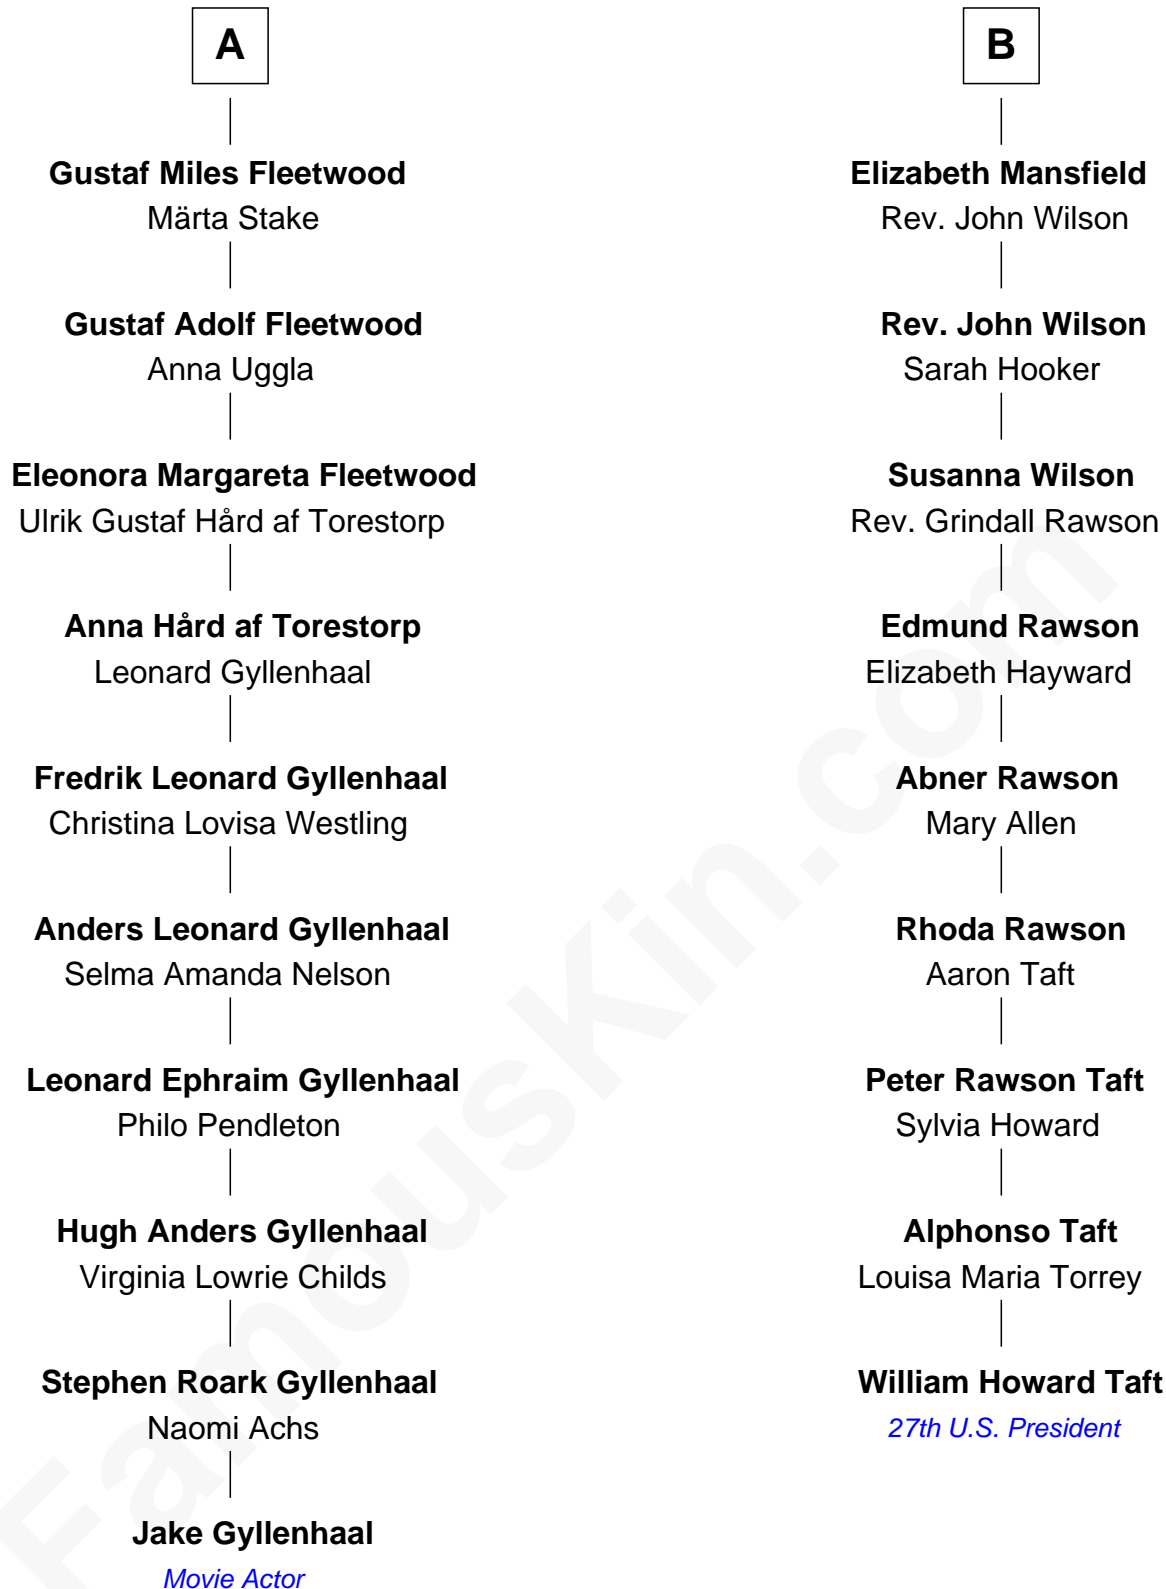 A
Gustaf Miles Fleetwood
Märta Stake
Gustaf Adolf Fleetwood
Anna Uggla
Eleonora Margareta Fleetwood
Ulrik Gustaf Hård af Torestorp
Anna Hård af Torestorp
Leonard Gyllenhaal
Fredrik Leonard Gyllenhaal
Christina Lovisa Westling
Anders Leonard Gyllenhaal
Selma Amanda Nelson
Leonard Ephraim Gyllenhaal
Philo Pendleton
Hugh Anders Gyllenhaal
Virginia Lowrie Childs
Stephen Roark Gyllenhaal
Naomi Achs
Jake Gyllenhaal
Movie Actor
B
Elizabeth Mansfield
Rev. John Wilson
Rev. John Wilson
Sarah Hooker
Susanna Wilson
Rev. Grindall Rawson
Edmund Rawson
Elizabeth Hayward
Abner Rawson
Mary Allen
Rhoda Rawson
Aaron Taft
Peter Rawson Taft
Sylvia Howard
Alphonso Taft
Louisa Maria Torrey
William Howard Taft
27th U.S. President
FamousKin.com